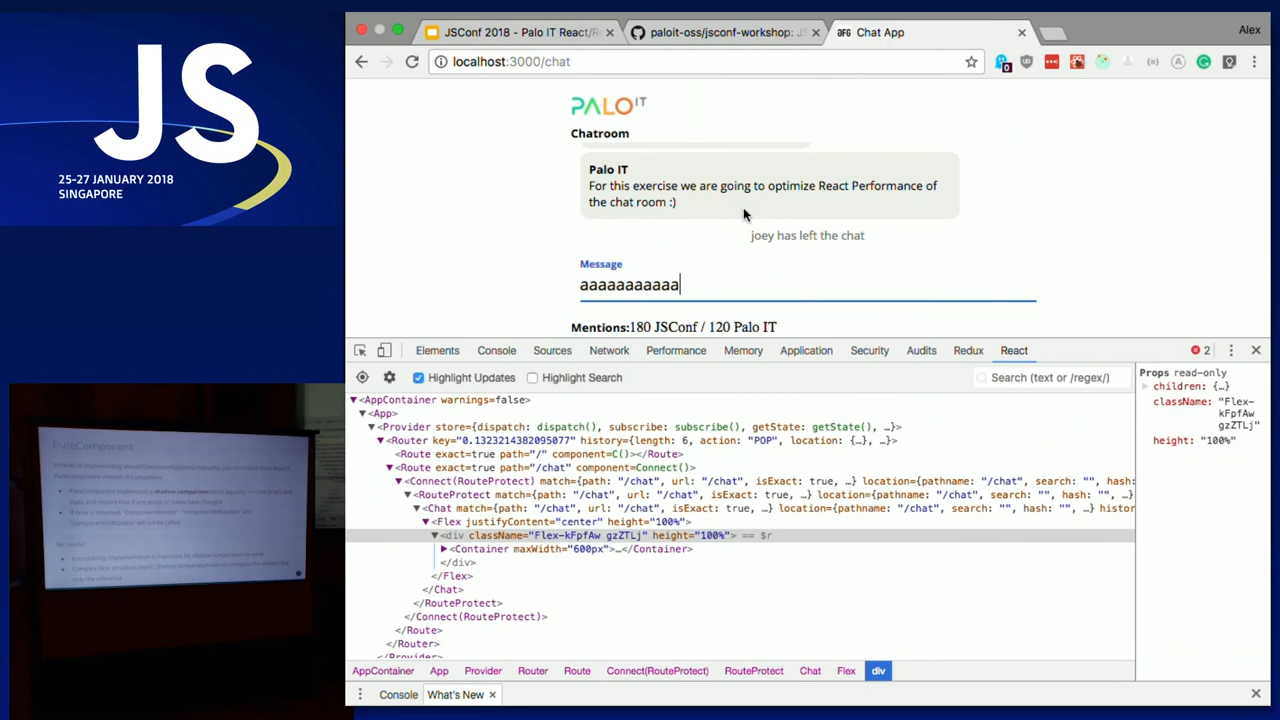 JS
25-27 JANUARY 2018
SINGAPORE
JSConf 2018 - Palo IT React/R
paloit-oss/jsconf-workshop: JS
Chat App
Alex
localhost:3000/chat
0
PALO IT
Chatroom
Palo IT
For this exercise we are going to optimize React Performance of
the chat room :)
joey has left the chat
Message
aaaaaaaaaaa
Mentions:180 JSConf / 120 Palo IT
Elements Console Sources Network Performance Memory Application Security Audits Redux React 2
Highlight Updates Highlight Search Search (text or /regex/)
<AppContainer warnings=false>
<App>
<Provider store={dispatch(), subscribe: subscribe(), getState: getState(), …}>
<Router key="0.1323214382095077" history={length: 6, action: "POP", location: {…}, …}>
<Route exact=true path="/" component=C()></Route>
<Route exact=true path="/chat" component=Connect()>
<Connect(RouteProtect) match={path: "/chat", url: "/chat", isExact: true, …} location={pathname: "/chat", search: "", hash: "", …
<RouteProtect match={path: "/chat", url: "/chat", isExact: true, …} location={pathname: "/chat", search: "", hash: "", …}
<Chat match={path: "/chat", url: "/chat", isExact: true, …} location={pathname: "/chat", search: "", hash: "", …} histor
<Flex justifyContent="center" height="100%">
<div className="Flex-kFpfAw gzZTLj" height="100%"> == $r
<Container maxWidth="600px">…</Container>
</div>
</Flex>
</Chat>
</RouteProtect>
</Connect(RouteProtect)>
</Route>
</Router>
</Provider>
AppContainer App Provider Router Route Connect(RouteProtect) RouteProtect Chat Flex div
Console What's New
Props read-only
children: {…}
className: "Flex-
kFpfAw
gzZTLj"
height: "100%"
PureComponent